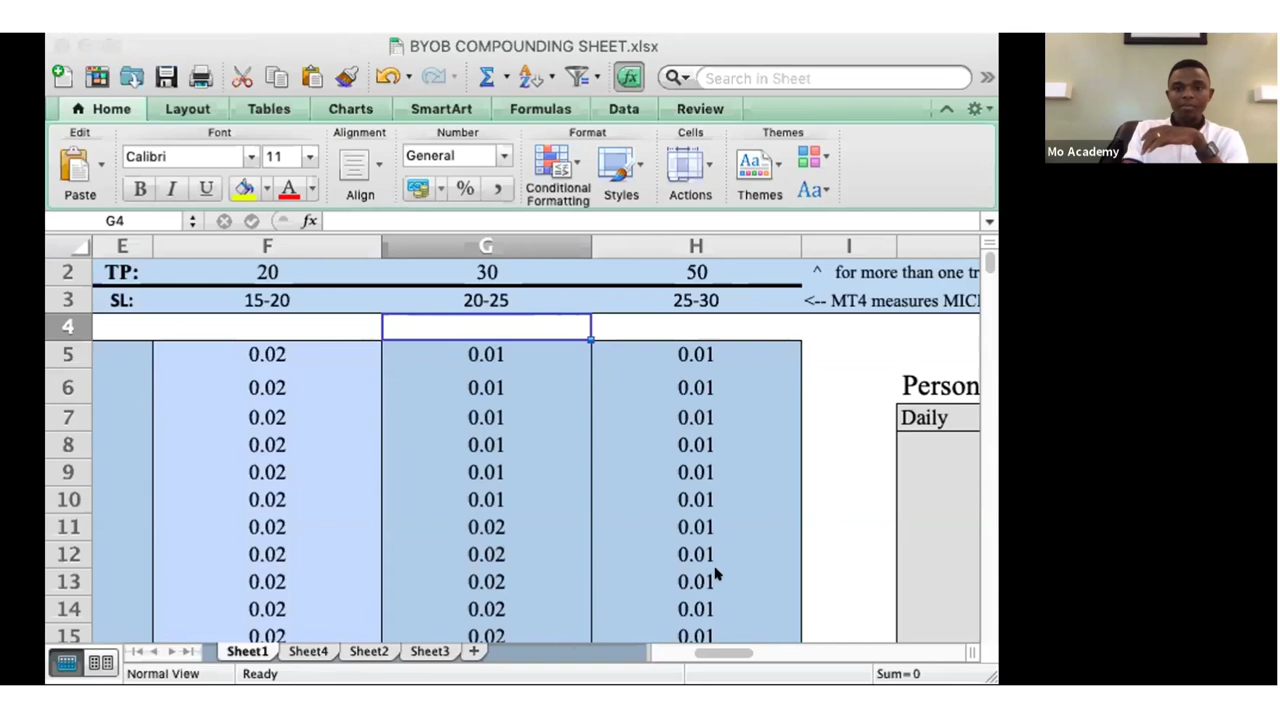 BYOB COMPOUNDING SHEET.xlsx
Search in Sheet
Home Layout Tables Charts SmartArt Formulas Data Review
Edit Font Alignment Number Format Cells Themes
Calibri 11 General
Paste B I U A Align % Conditional Formatting Styles Actions Aa Themes Aa
G4 fx
E F G H I
2 TP: 20 30 50 ^ for more than one tr
3 SL: 15-20 20-25 25-30 <-- MT4 measures MICI
4
5 0.02 0.01 0.01
6 0.02 0.01 0.01 Person
7 0.02 0.01 0.01 Daily
8 0.02 0.01 0.01
9 0.02 0.01 0.01
10 0.02 0.01 0.01
11 0.02 0.02 0.01
12 0.02 0.02 0.01
13 0.02 0.02 0.01
14 0.02 0.02 0.01
15 0.02 0.02 0.01
Sheet1 Sheet4 Sheet2 Sheet3 +
Normal View Ready Sum=0
Mo Academy